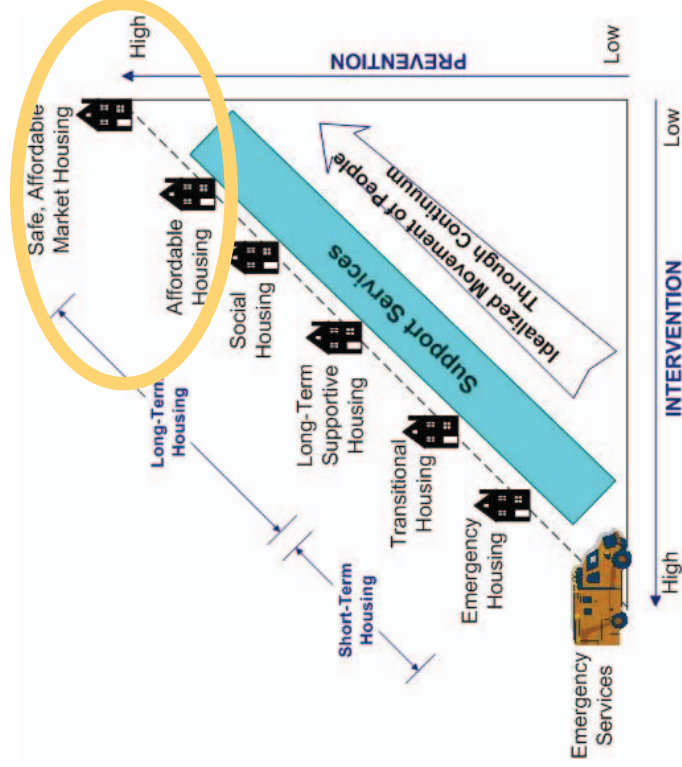 Safe, Affordable
Market Housing
Affordable
Housing
Social
Housing
Long-Term
Supportive
Housing
Transitional
Housing
Emergency
Housing
Emergency
Services
Long-Term
Housing
Short-Term
Housing
Support Services
Idealized Movement of People
Through Continuum
High
PREVENTION
Low
High
INTERVENTION
Low